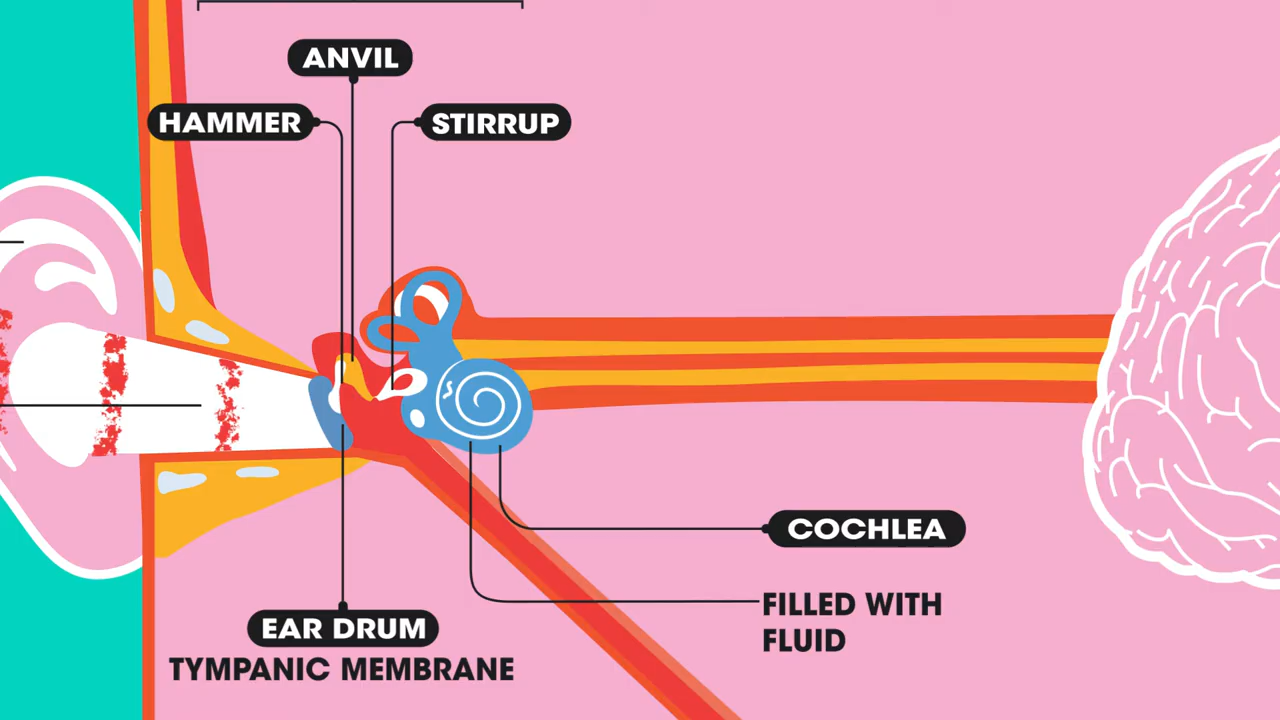 ANVIL
HAMMER
STIRRUP
COCHLEA
FILLED WITH
FLUID
EAR DRUM
TYMPANIC MEMBRANE